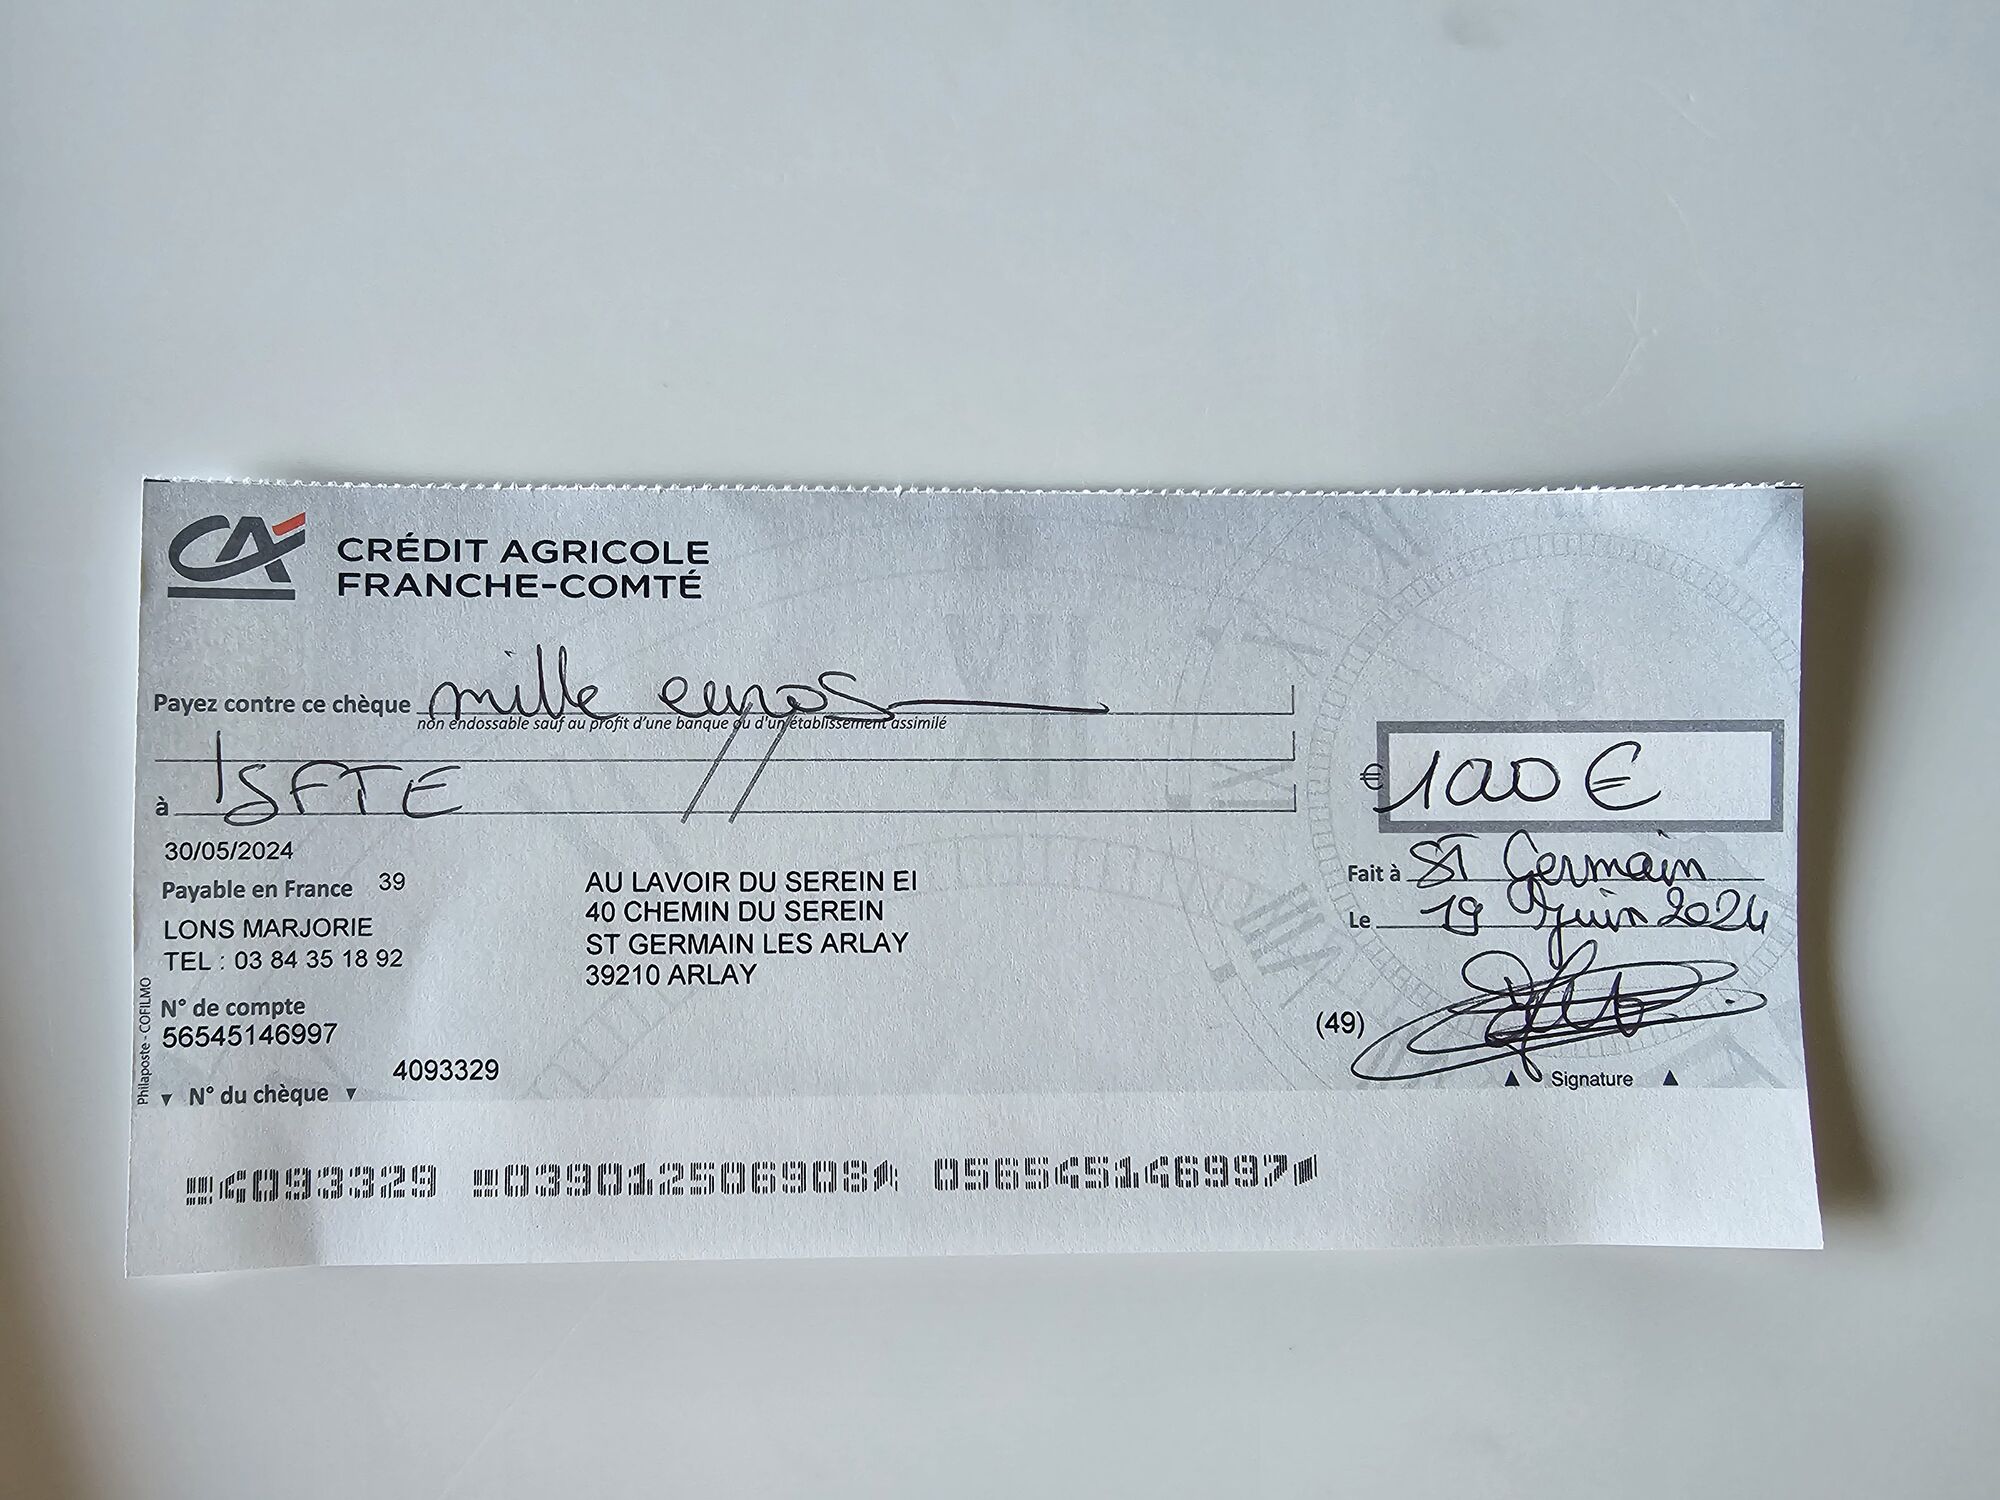 CA
CRÉDIT AGRICOLE
FRANCHE-COMTÉ
Payez contre ce chèque mille euros
non endossable sauf au profit d'une banque ou d'un établissement assimilé
à ISFTE
€ 1000 €
30/05/2024
Payable en France 39
LONS MARJORIE
TEL : 03 84 35 18 92
N° de compte
56545146997
4093329
N° du chèque
AU LAVOIR DU SEREIN EI
40 CHEMIN DU SEREIN
ST GERMAIN LES ARLAY
39210 ARLAY
Fait à St Germain
Le 19 Juin 2024
(49)
Signature
Philaposte - COFILMO
4093329 039012506908 056545146997